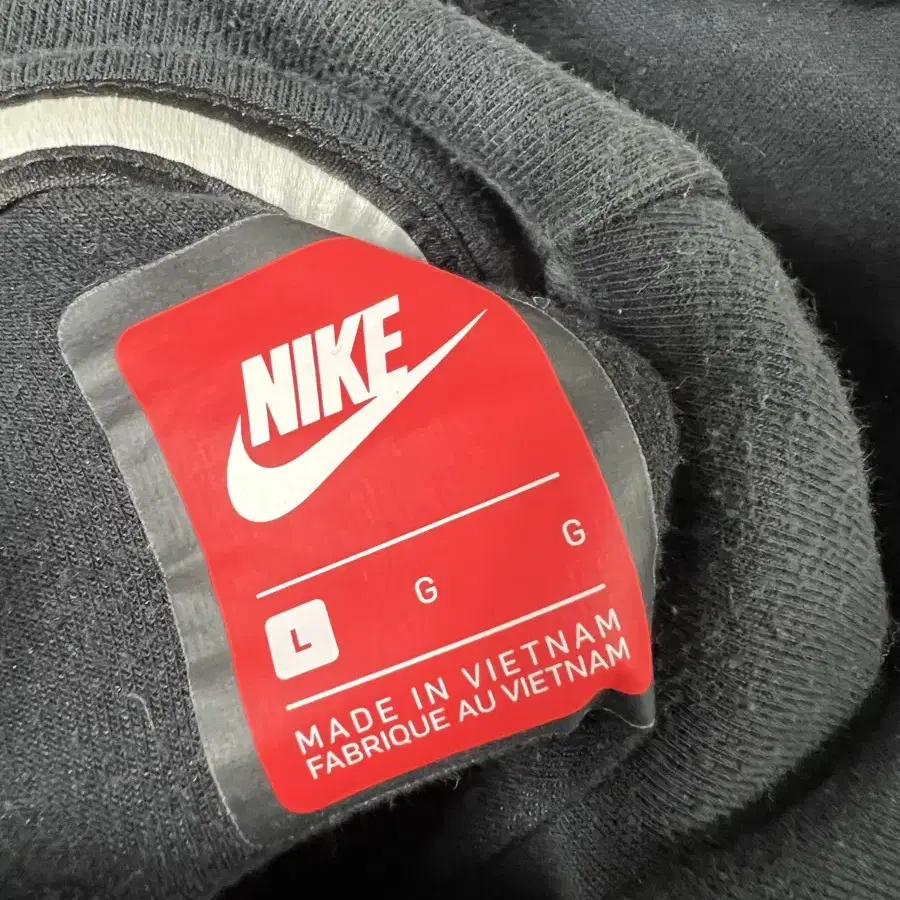 NIKE
L G G
MADE IN VIETNAM
FABRIQUE AU VIETNAM